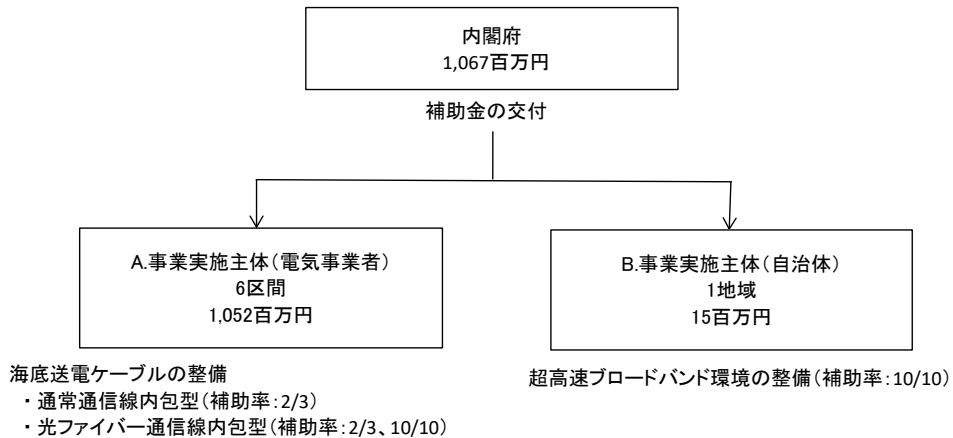 内閣府
1,067百万円
補助金の交付
A.事業実施主体(電気事業者)
6区間
1,052百万円
B.事業実施主体(自治体)
1地域
15百万円
海底送電ケーブルの整備
・通常通信線内包型(補助率:2/3)
・光ファイバー通信線内包型(補助率:2/3、10/10)
超高速ブロードバンド環境の整備(補助率:10/10)